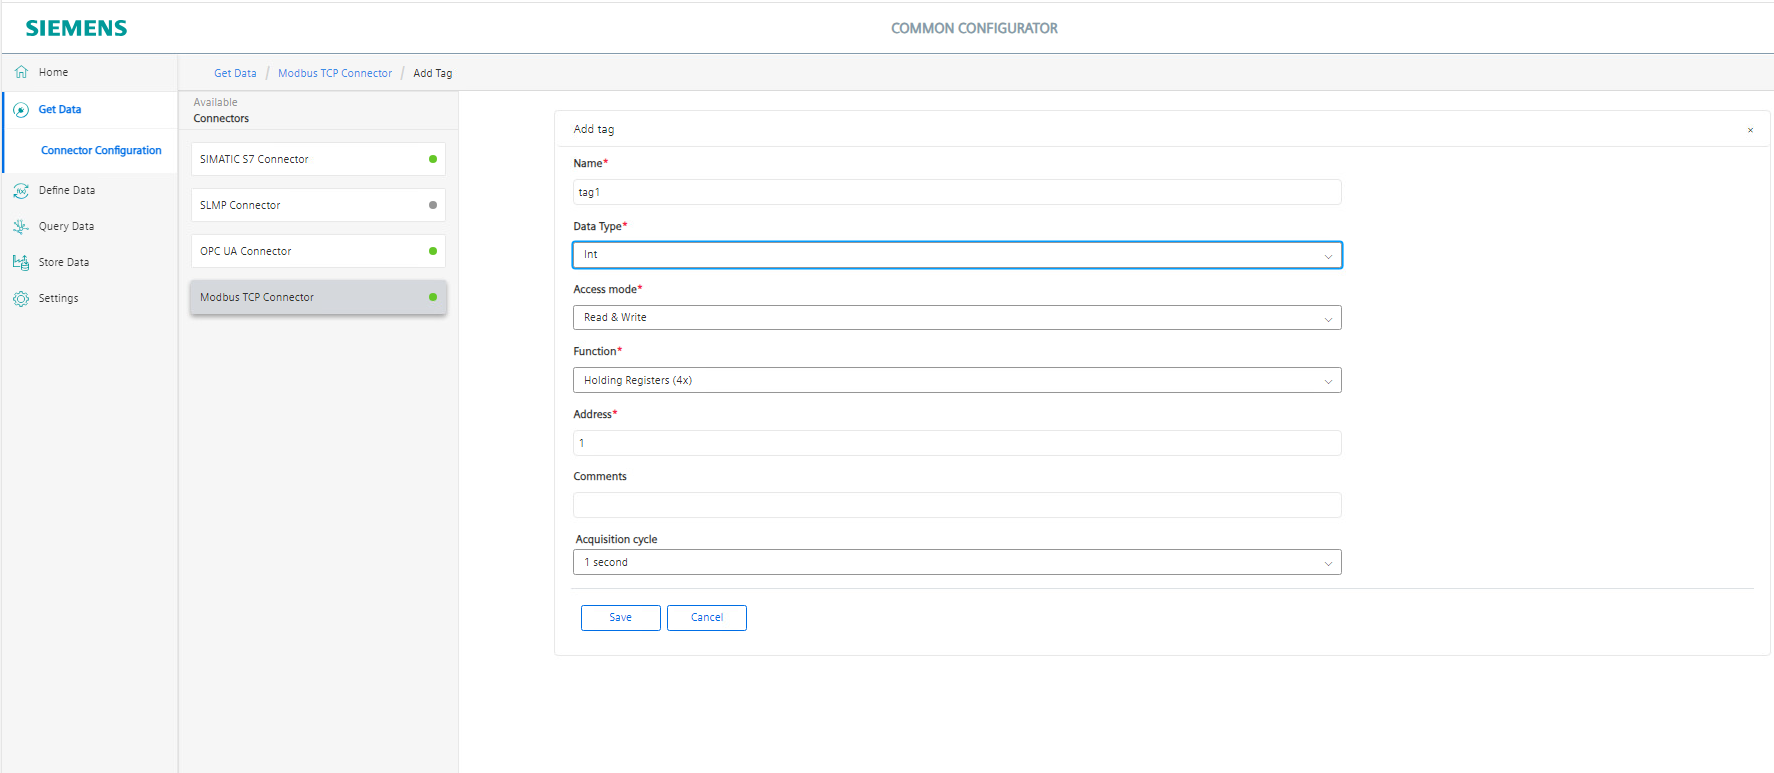 SIEMENS
COMMON CONFIGURATOR
Home
Get Data
Connector Configuration
Define Data
Query Data
Store Data
Settings
Get Data / Modbus TCP Connector / Add Tag
Available
Connectors
SIMATIC S7 Connector
SLMP Connector
OPC UA Connector
Modbus TCP Connector
Add tag
×
Name*
tag1
Data Type*
Int
Access mode*
Read & Write
Function*
Holding Registers (4x)
Address*
1
Comments
Acquisition cycle
1 second
Save
Cancel